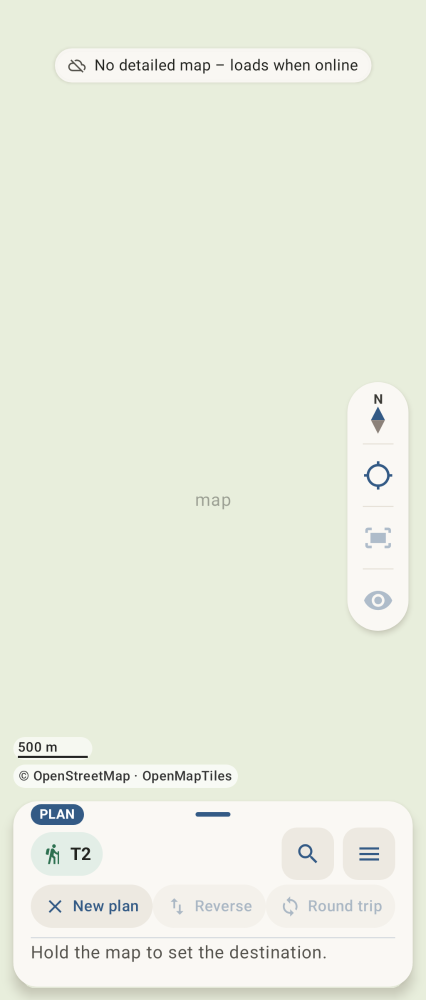 No detailed map – loads when online
N
map
500 m
© OpenStreetMap · OpenMapTiles
PLAN
T2
New plan
Reverse
Round trip
Hold the map to set the destination.